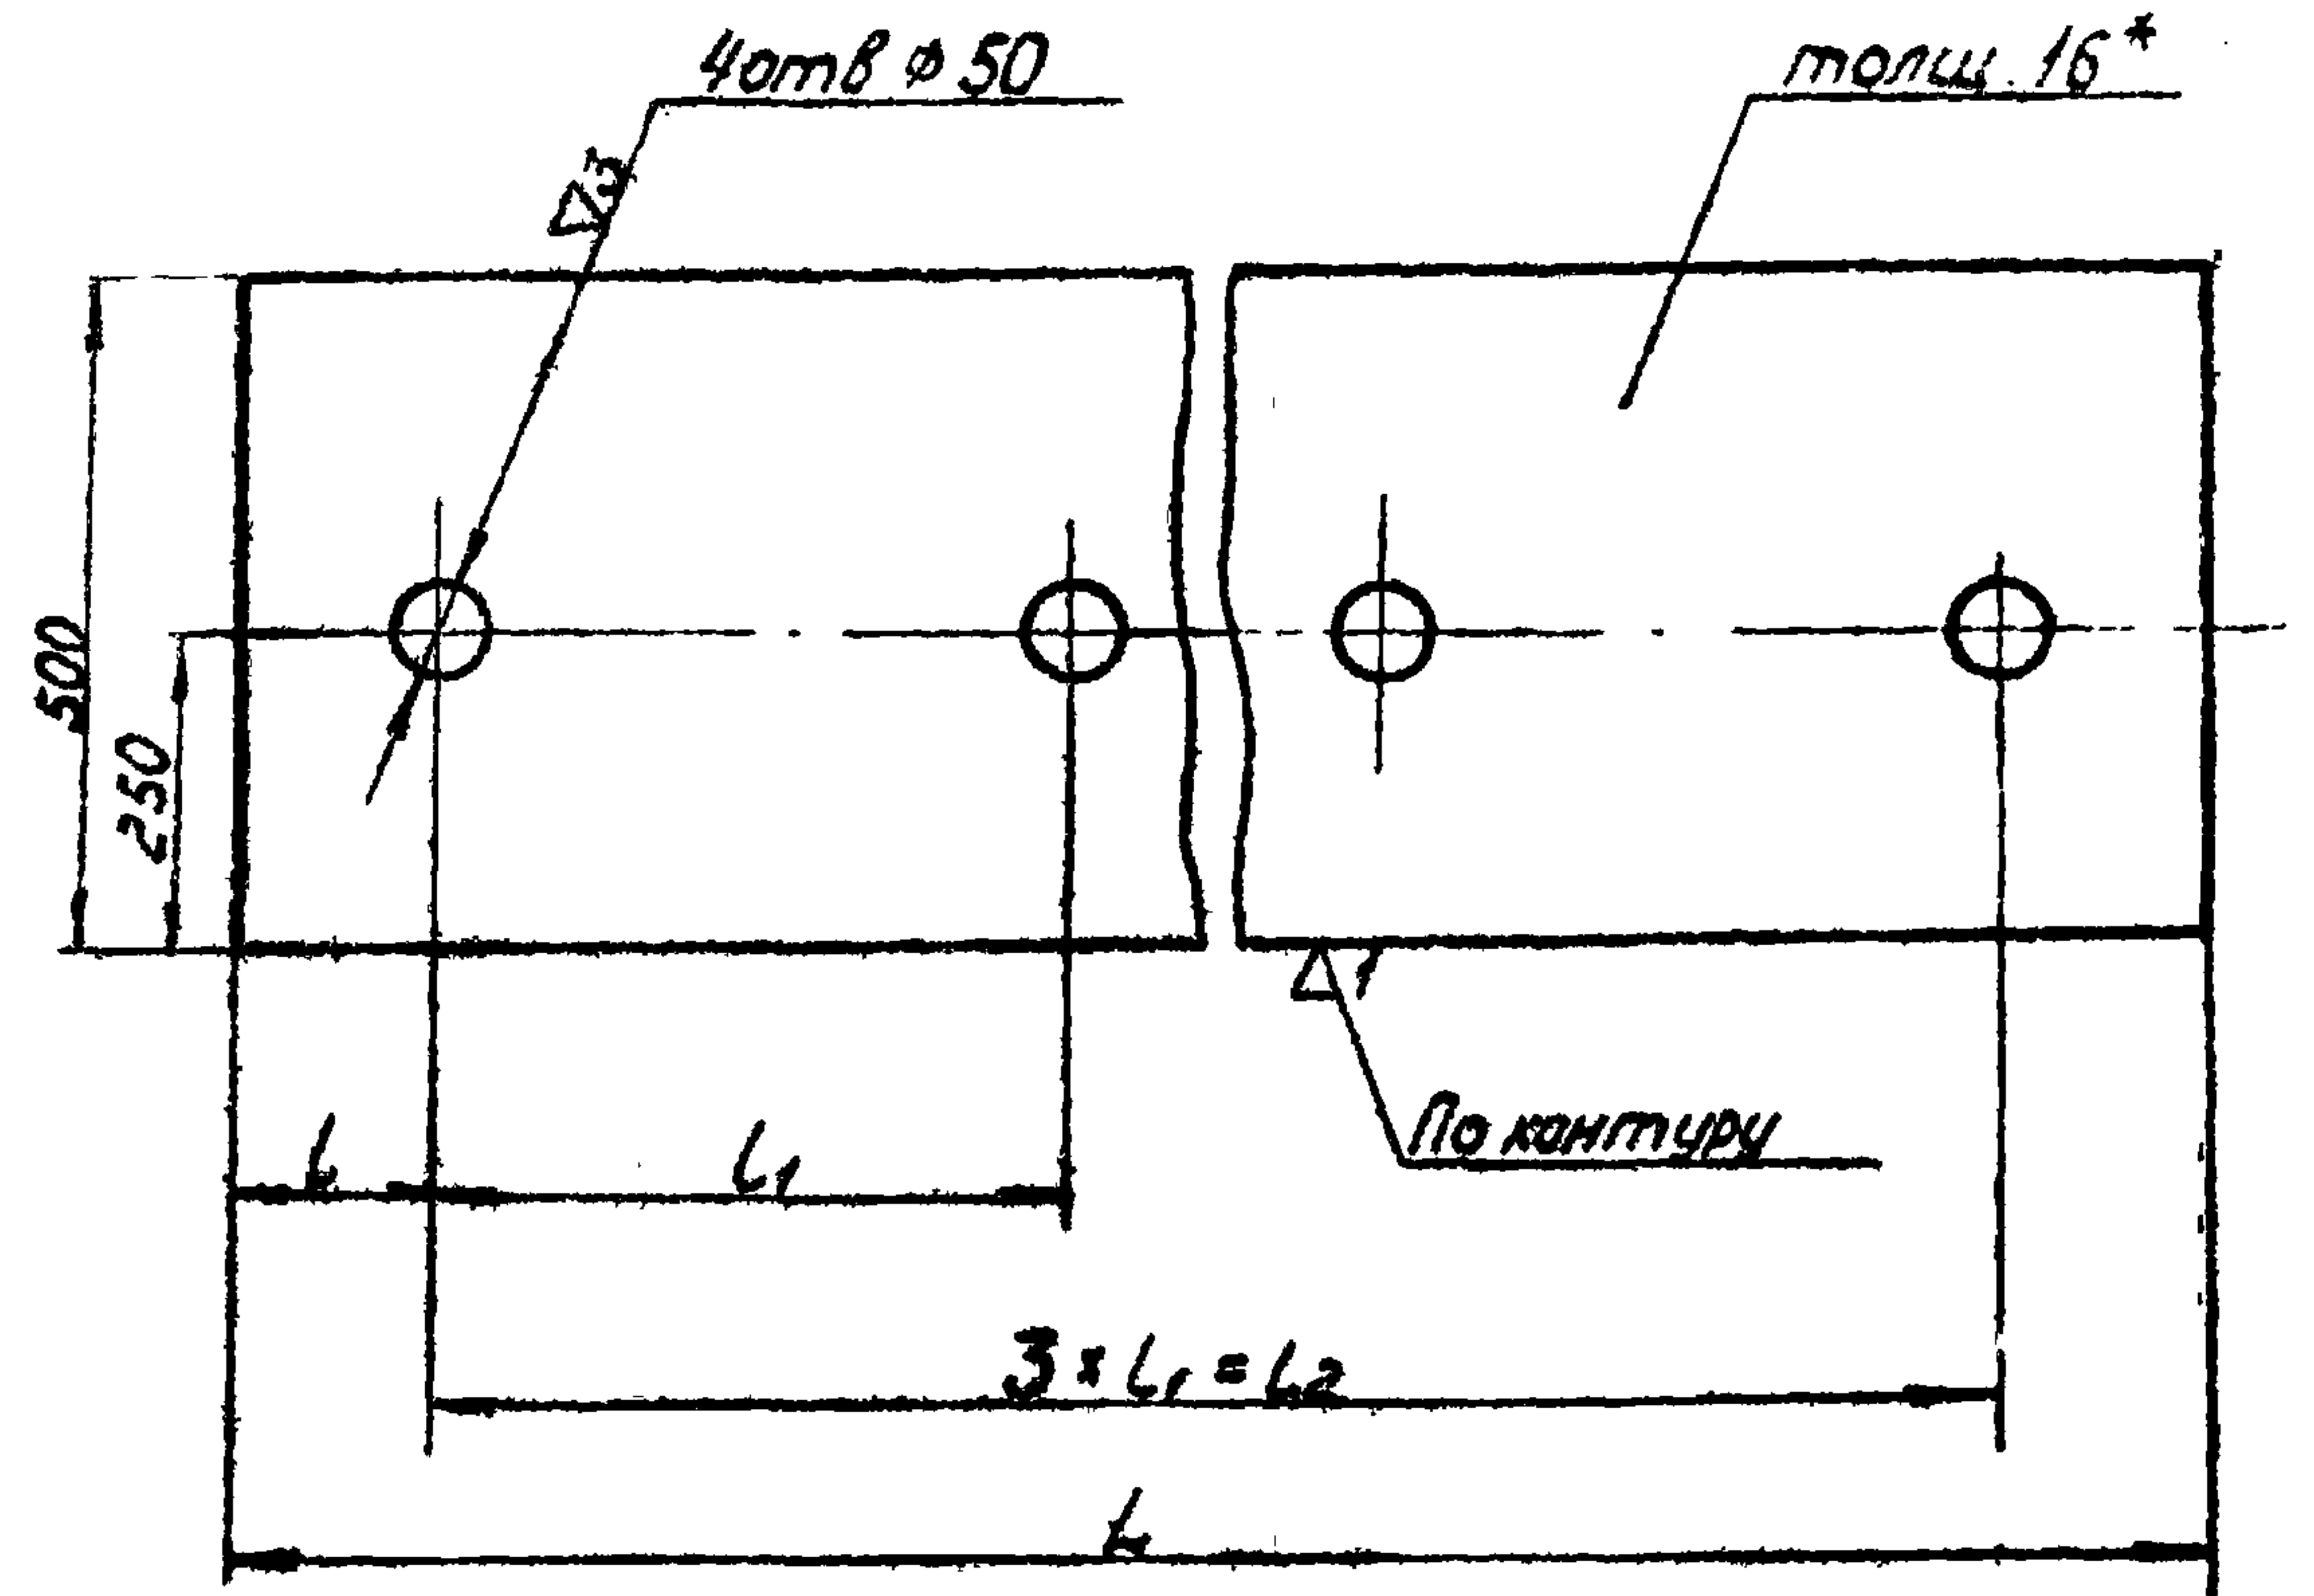 4отв ⌀ 50
толщ. 16*
▽3
500
250
По контуру
l
l₁
3×l₁=l₂
L